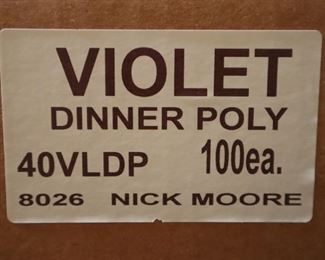 VIOLET
DINNER POLY
40VLDP 100ea.
8026 NICK MOORE